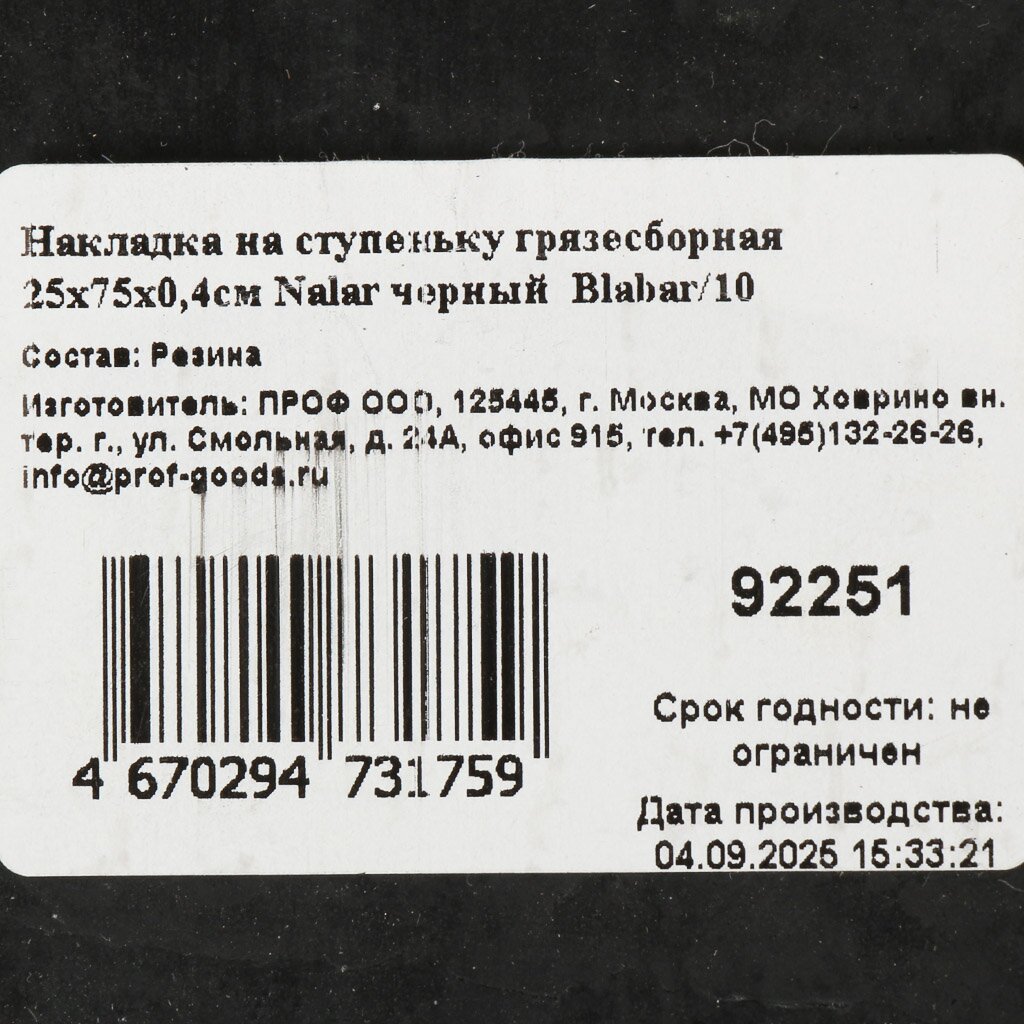 Накладка на ступеньку грязесборная
25х75х0,4см Nalar черный Blabar/10
Состав: Резина
Изготовитель: ПРОФ ООО, 125445, г. Москва, МО Ховрино вн.
тер. г., ул. Смольная, д. 24А, офис 915, тел. +7(495)132-26-26,
info@prof-goods.ru
92251
Срок годности: не
ограничен
4 670294 731759
Дата производства:
04.09.2025 15:33:21